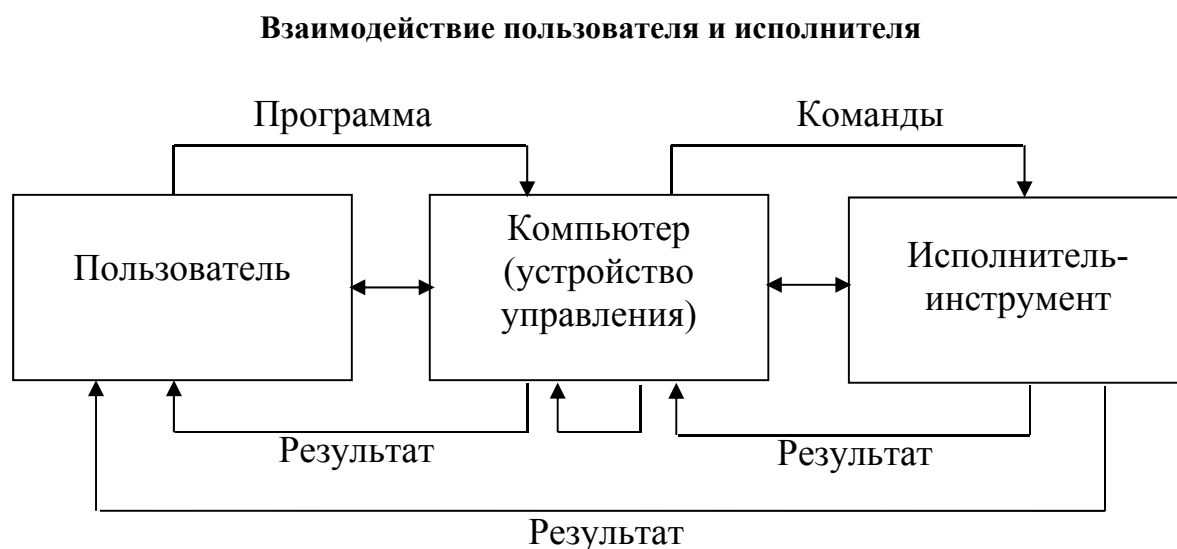 Взаимодействие пользователя и исполнителя
Программа
Команды
Пользователь
Компьютер
(устройство
управления)
Исполнитель-
инструмент
Результат
Результат
Результат